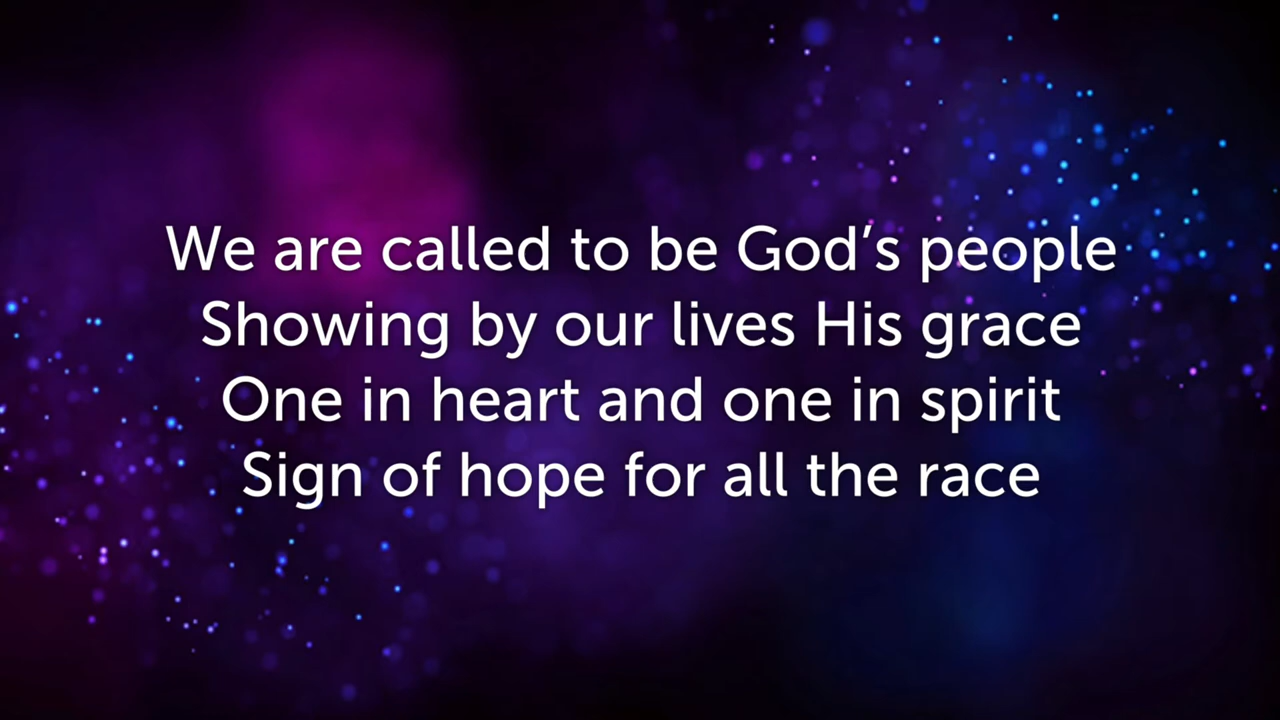 We are called to be God’s people
Showing by our lives His grace
One in heart and one in spirit
Sign of hope for all the race